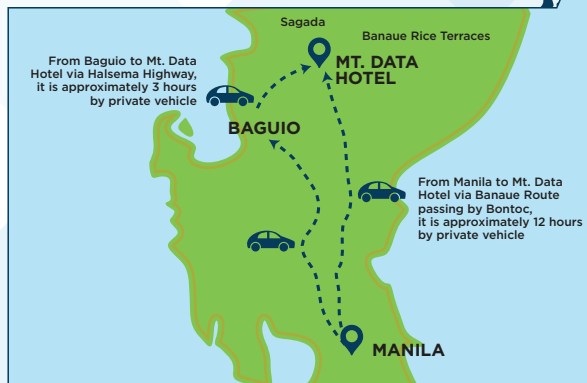 Sagada
Banaue Rice Terraces
From Baguio to Mt. Data
Hotel via Halsema Highway,
it is approximately 3 hours
by private vehicle
MT. DATA
HOTEL
BAGUIO
From Manila to Mt. Data
Hotel via Banaue Route
passing by Bontoc,
it is approximately 12 hours
by private vehicle
MANILA